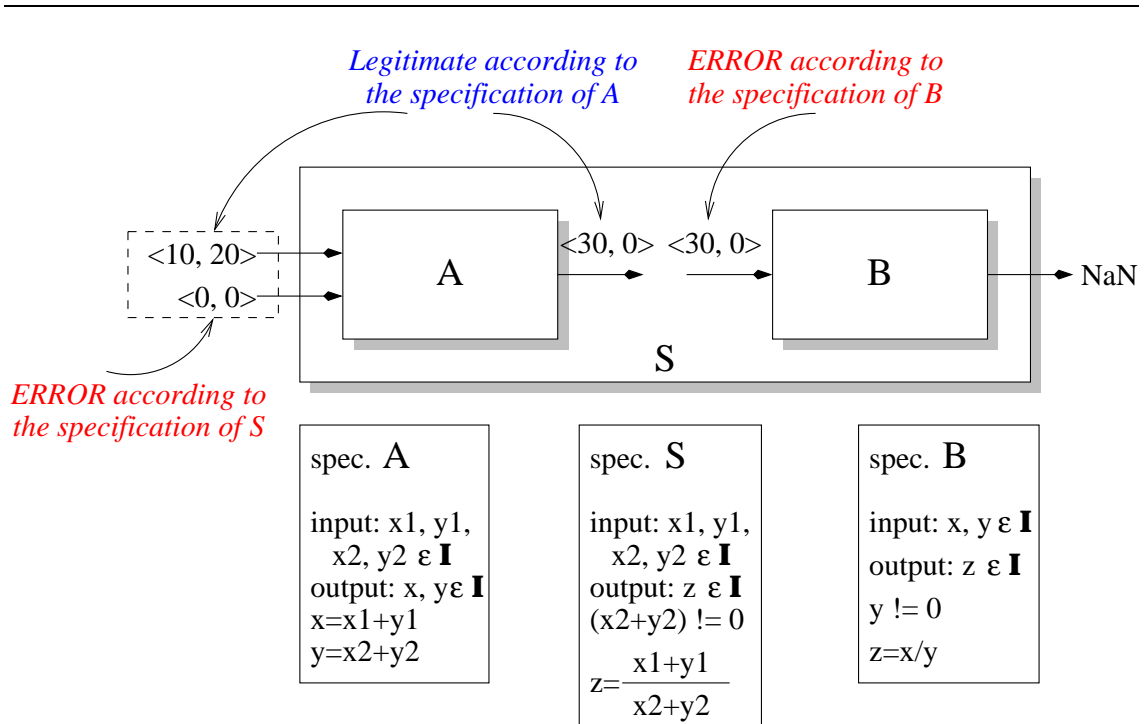 Legitimate according to
the specification of A
ERROR according to
the specification of B
<10, 20>
<0, 0>
A
<30, 0>
<30, 0>
B
NaN
S
ERROR according to
the specification of S
spec. A
input: x1, y1,
x2, y2 ε I
output: x, y ε I
x=x1+y1
y=x2+y2
spec. S
input: x1, y1,
x2, y2 ε I
output: z ε I
(x2+y2) != 0
z= x1+y1
x2+y2
spec. B
input: x, y ε I
output: z ε I
y != 0
z=x/y